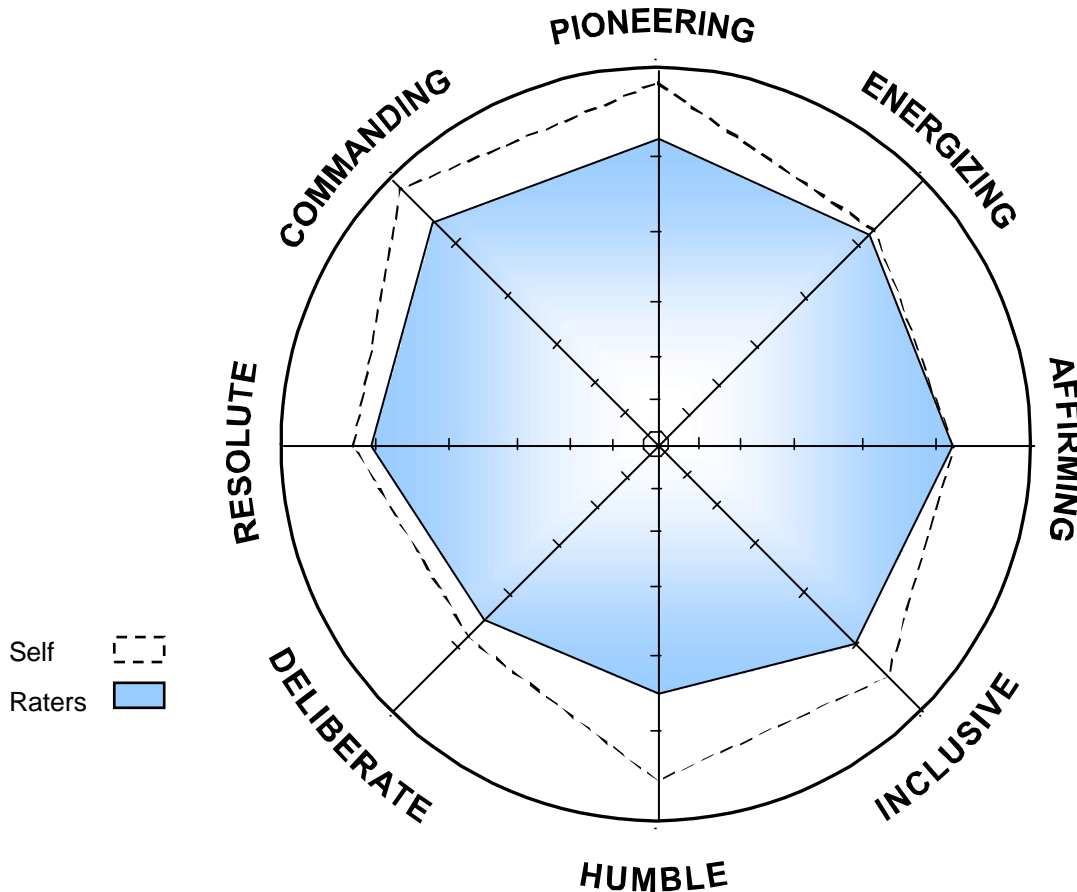 PIONEERING
ENERGIZING
AFFIRMING
INCLUSIVE
HUMBLE
DELIBERATE
RESOLUTE
COMMANDING
Self
Raters